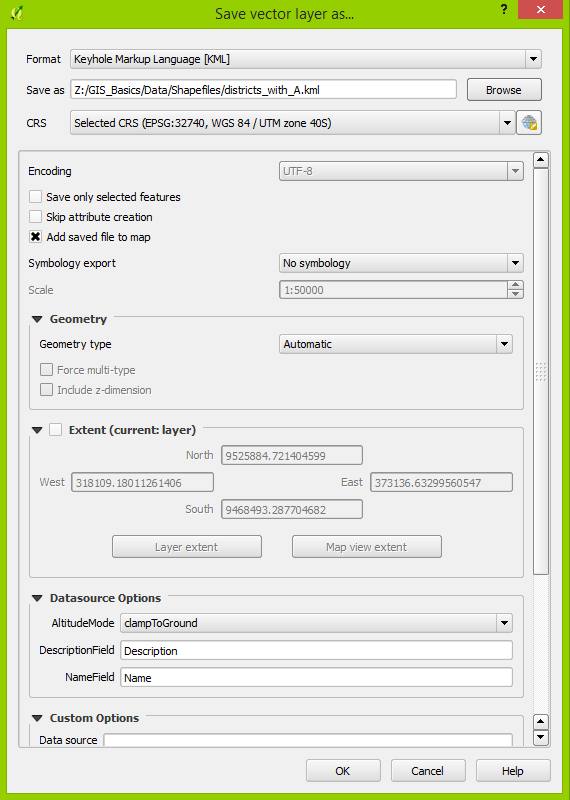 Save vector layer as...
?
Format Keyhole Markup Language [KML]
Save as Z:/GIS_Basics/Data/Shapefiles/districts_with_A.kml Browse
CRS Selected CRS (EPSG:32740, WGS 84 / UTM zone 40S)
Encoding UTF-8
Save only selected features
Skip attribute creation
Add saved file to map
Symbology export No symbology
Scale 1:50000
Geometry
Geometry type Automatic
Force multi-type
Include z-dimension
Extent (current: layer)
North 9525884.721404599
West 318109.18011261406 East 373136.63299560547
South 9468493.287704682
Layer extent Map view extent
Datasource Options
AltitudeMode clampToGround
DescriptionField Description
NameField Name
Custom Options
Data source
OK Cancel Help